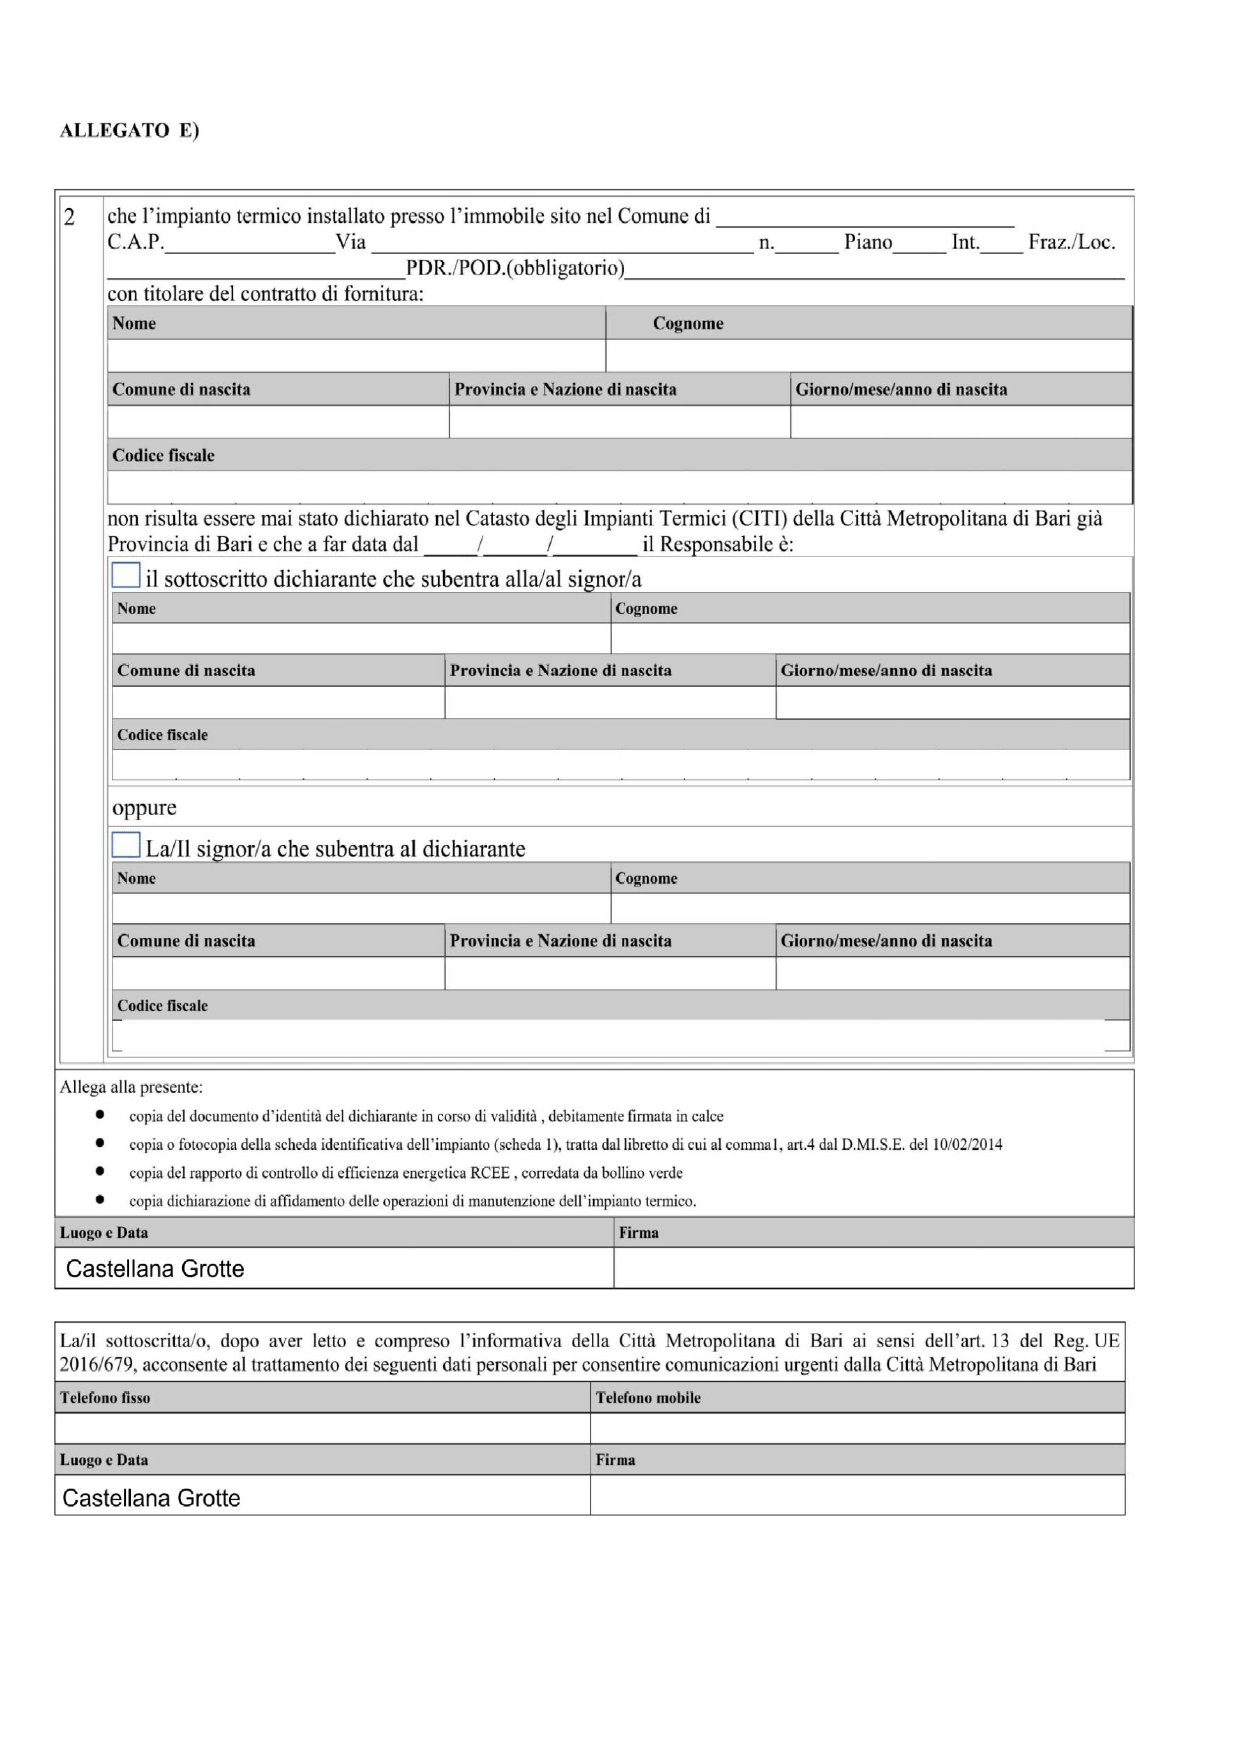 ALLEGATO E)
2 che l’impianto termico installato presso l’immobile sito nel Comune di ____________
C.A.P.____________ Via ____________ n.______ Piano_____ Int.____ Fraz./Loc.
____________PDR./POD.(obbligatorio)____________
con titolare del contratto di fornitura:
Nome Cognome
Comune di nascita Provincia e Nazione di nascita Giorno/mese/anno di nascita
Codice fiscale
non risulta essere mai stato dichiarato nel Catasto degli Impianti Termici (CITI) della Città Metropolitana di Bari già
Provincia di Bari e che a far data dal _____/______/________ il Responsabile è:
il sottoscritto dichiarante che subentra alla/al signor/a
Nome Cognome
Comune di nascita Provincia e Nazione di nascita Giorno/mese/anno di nascita
Codice fiscale
oppure
La/Il signor/a che subentra al dichiarante
Nome Cognome
Comune di nascita Provincia e Nazione di nascita Giorno/mese/anno di nascita
Codice fiscale
Allega alla presente:
● copia del documento d’identità del dichiarante in corso di validità , debitamente firmata in calce
● copia o fotocopia della scheda identificativa dell’impianto (scheda 1), tratta dal libretto di cui al comma1, art.4 dal D.MI.S.E. del 10/02/2014
● copia del rapporto di controllo di efficienza energetica RCEE , corredata da bollino verde
● copia dichiarazione di affidamento delle operazioni di manutenzione dell’impianto termico.
Luogo e Data Firma
Castellana Grotte
La/il sottoscritta/o, dopo aver letto e compreso l’informativa della Città Metropolitana di Bari ai sensi dell’art. 13 del Reg. UE
2016/679, acconsente al trattamento dei seguenti dati personali per consentire comunicazioni urgenti dalla Città Metropolitana di Bari
Telefono fisso Telefono mobile
Luogo e Data Firma
Castellana Grotte